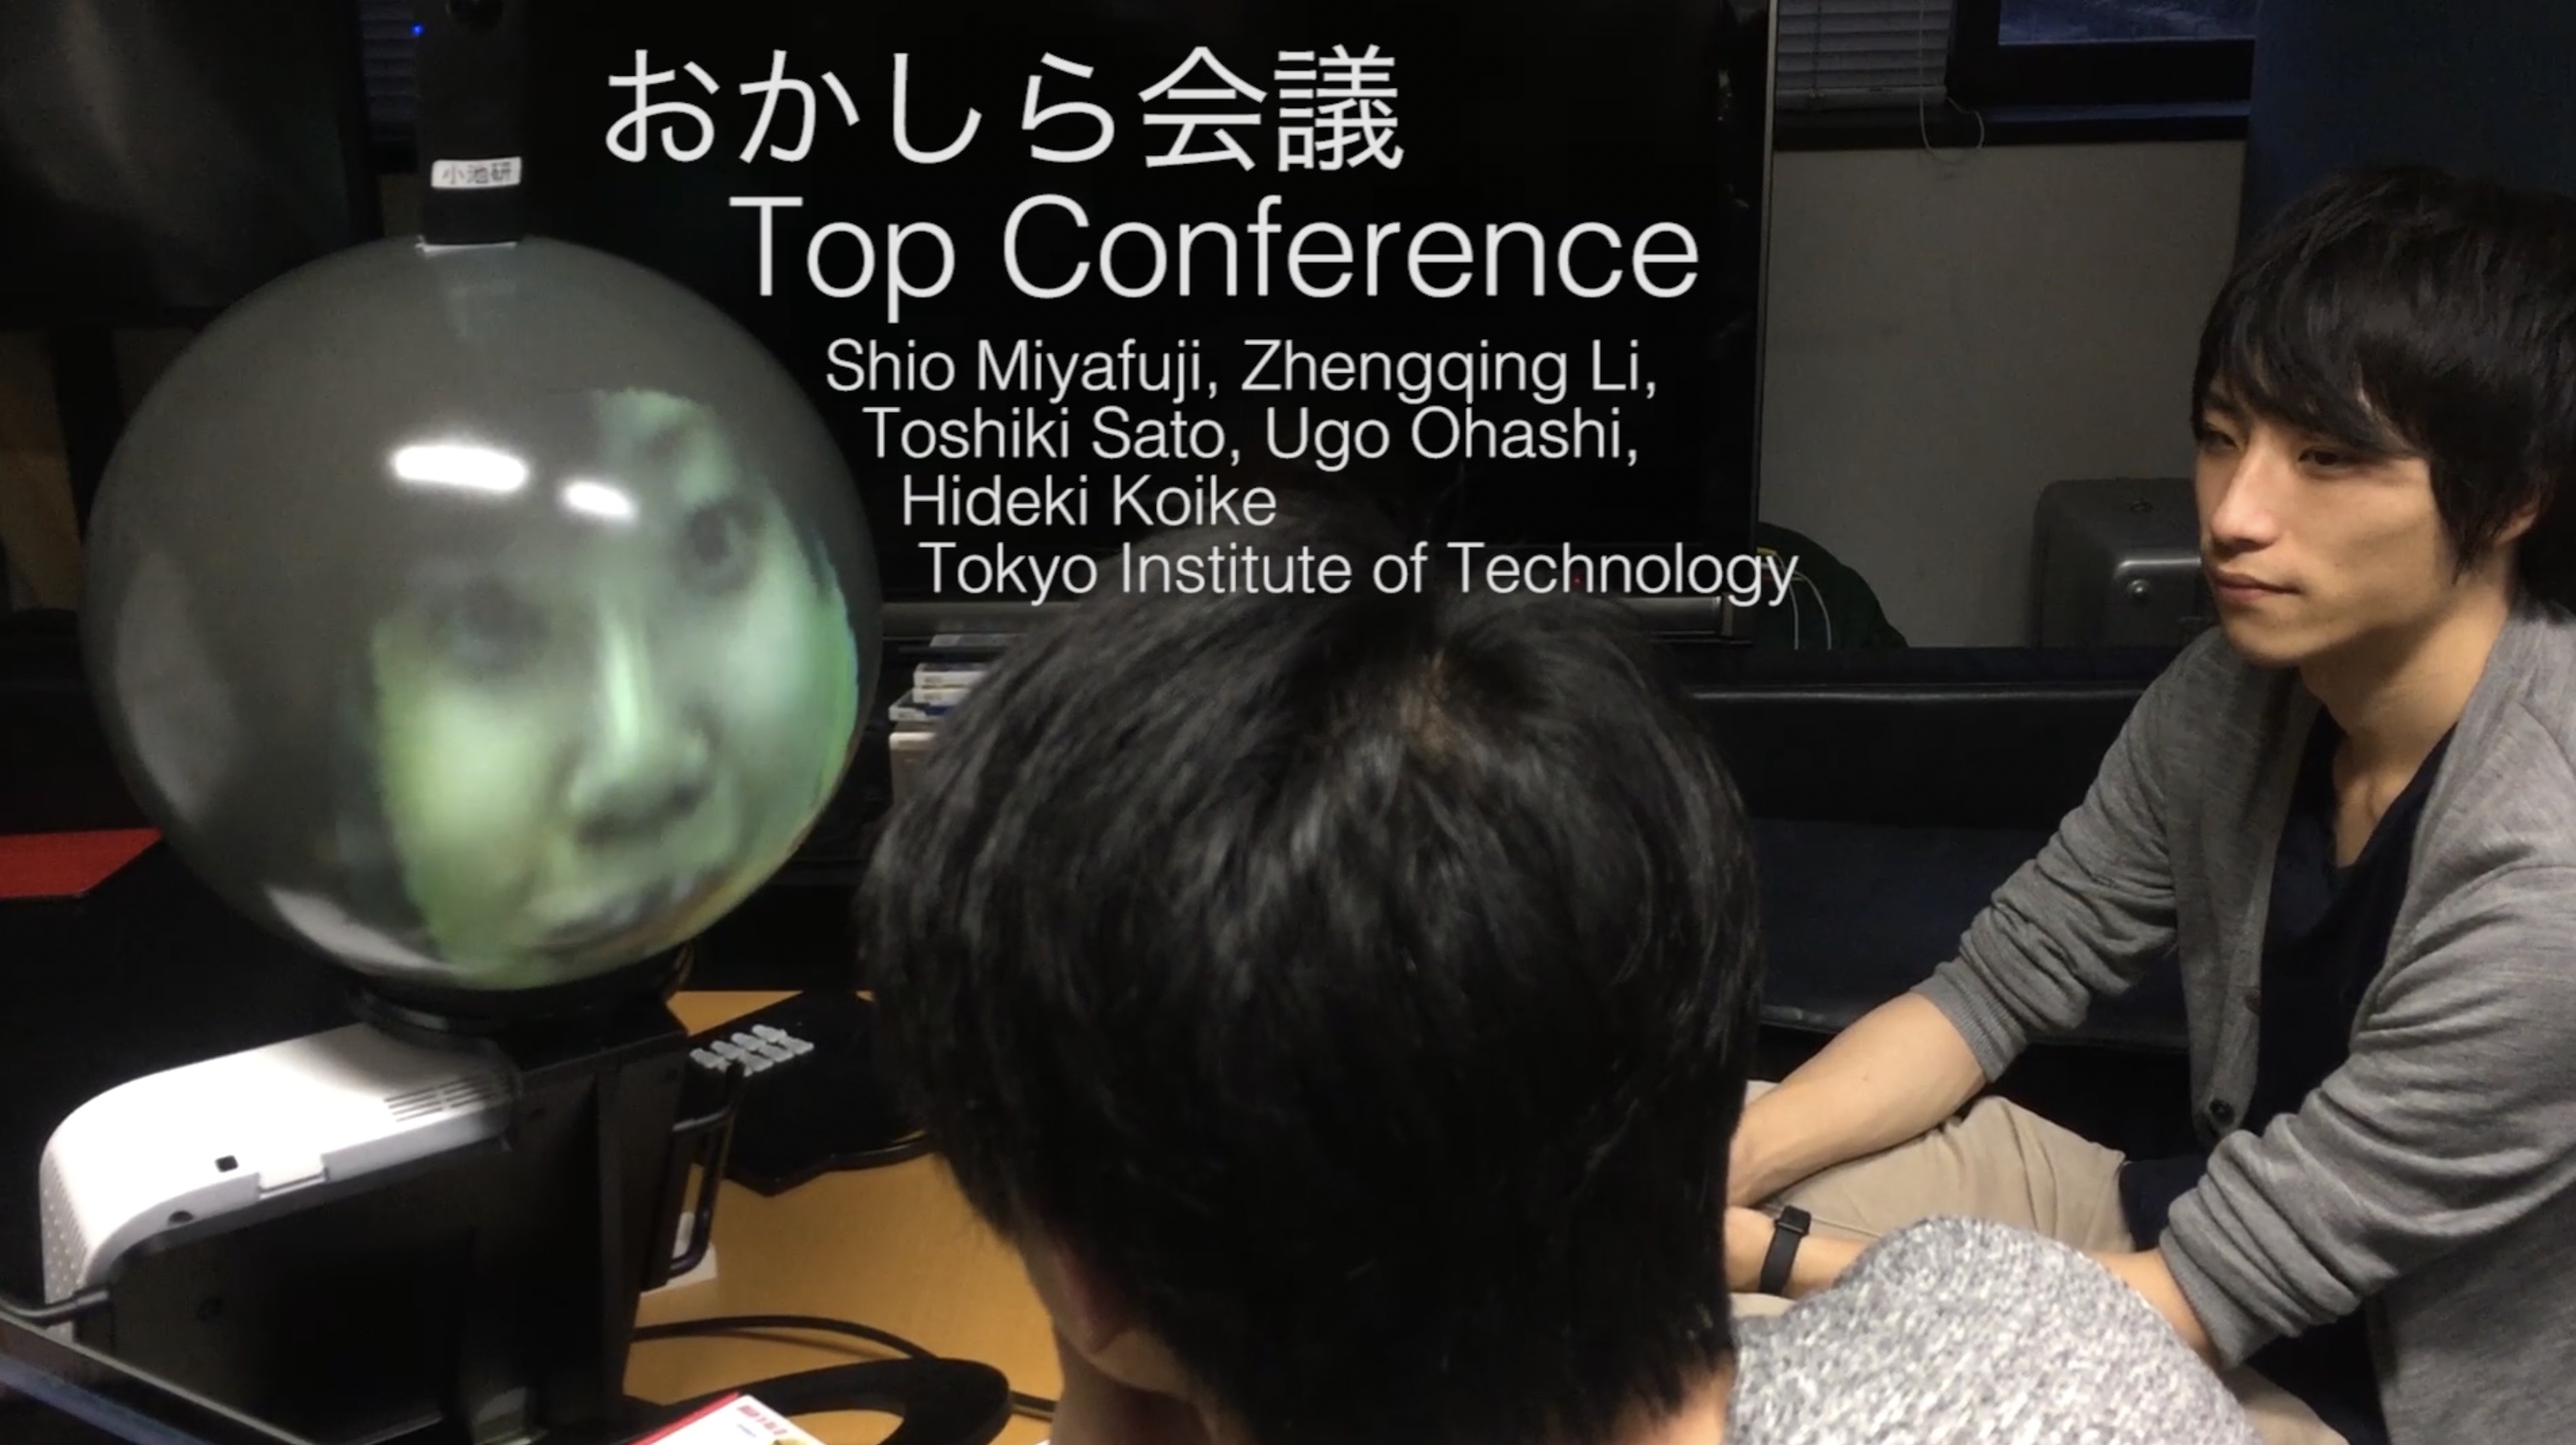 おかしら会議
小池研
Top Conference
Shio Miyafuji, Zhengqing Li,
Toshiki Sato, Ugo Ohashi,
Hideki Koike
Tokyo Institute of Technology